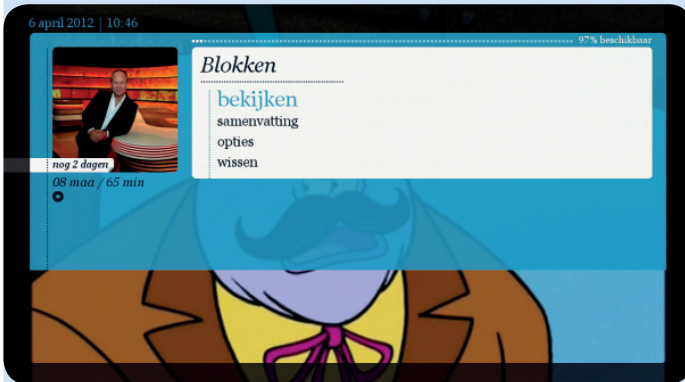 6 april 2012 | 10:46
97% beschikbaar
Blokken
bekijken
samenvatting
opties
wissen
nog 2 dagen
08 maa / 65 min